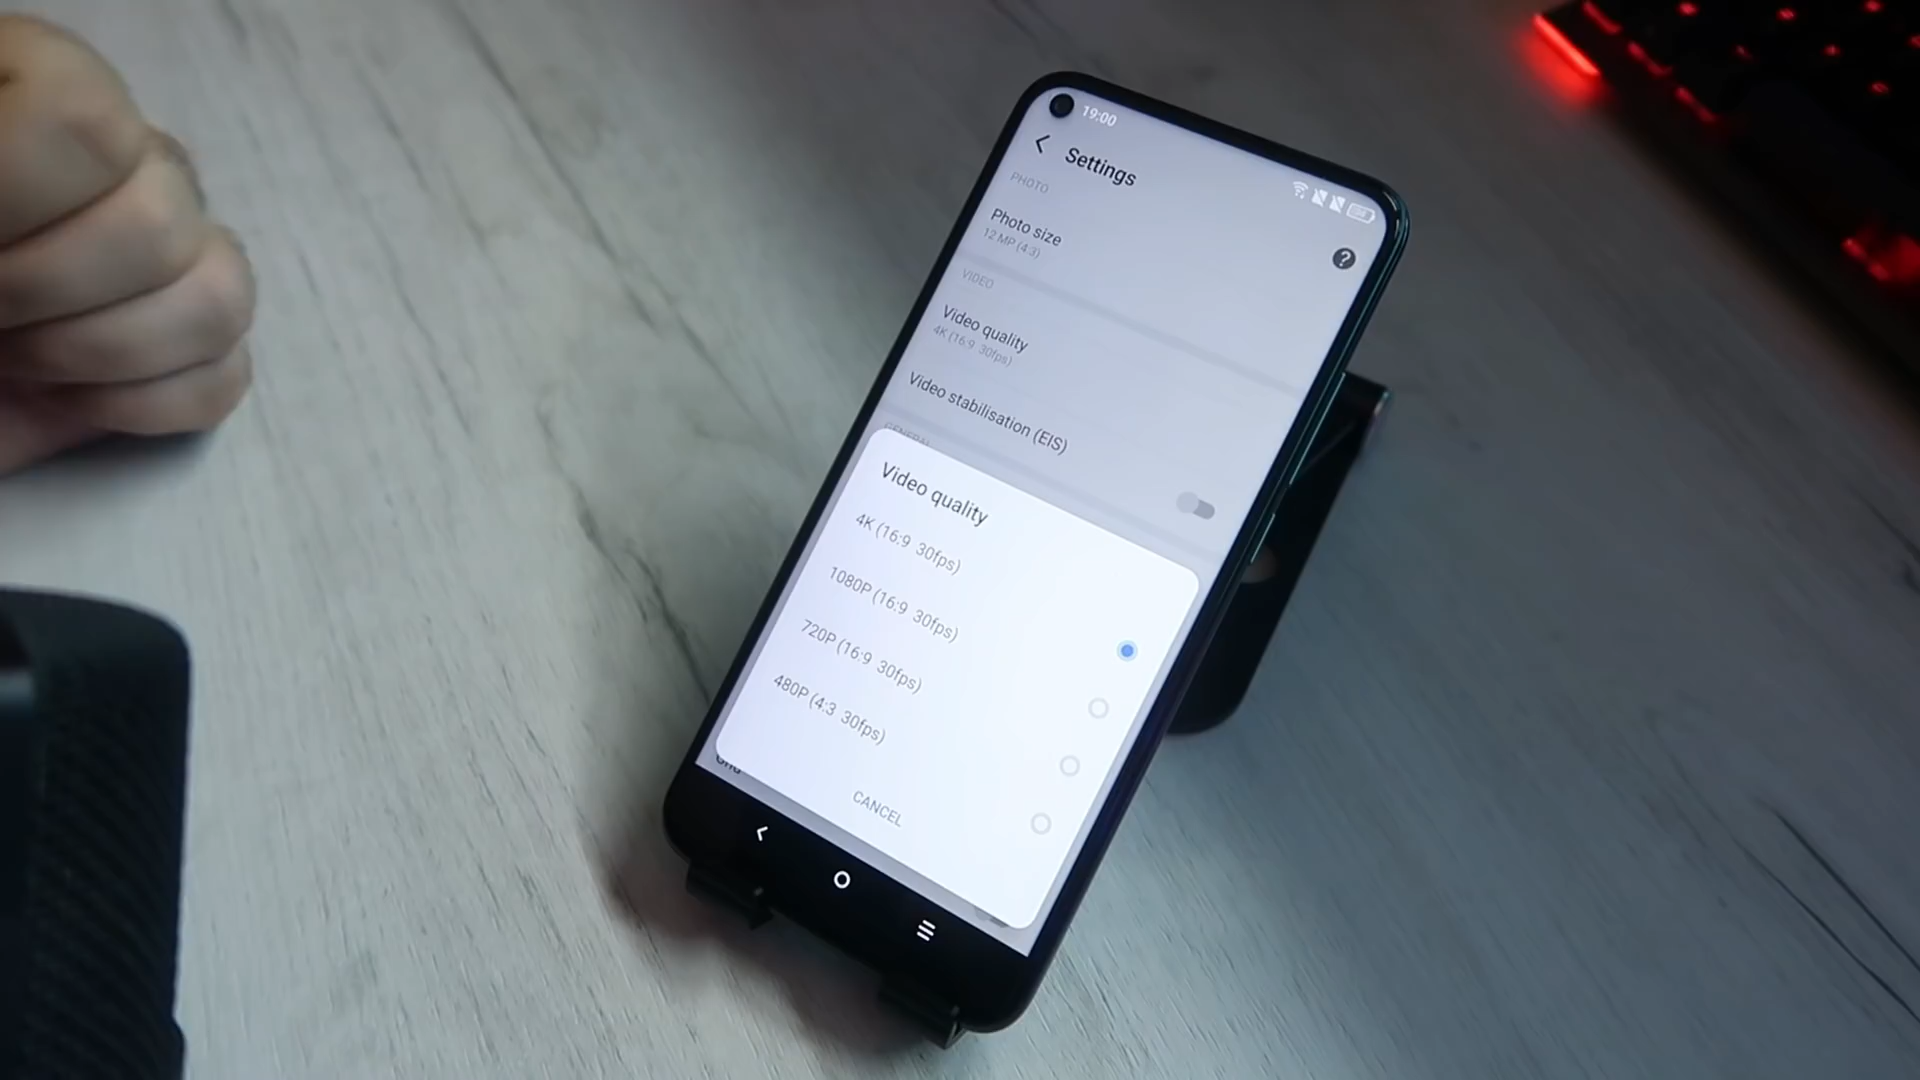 19:00
Settings
PHOTO
Photo size
12 MP (4:3)
VIDEO
Video quality
4K (16:9 30fps)
Video stabilisation (EIS)
GENERAL
Video quality
4K (16:9 30fps)
1080P (16:9 30fps)
720P (16:9 30fps)
480P (4:3 30fps)
CANCEL